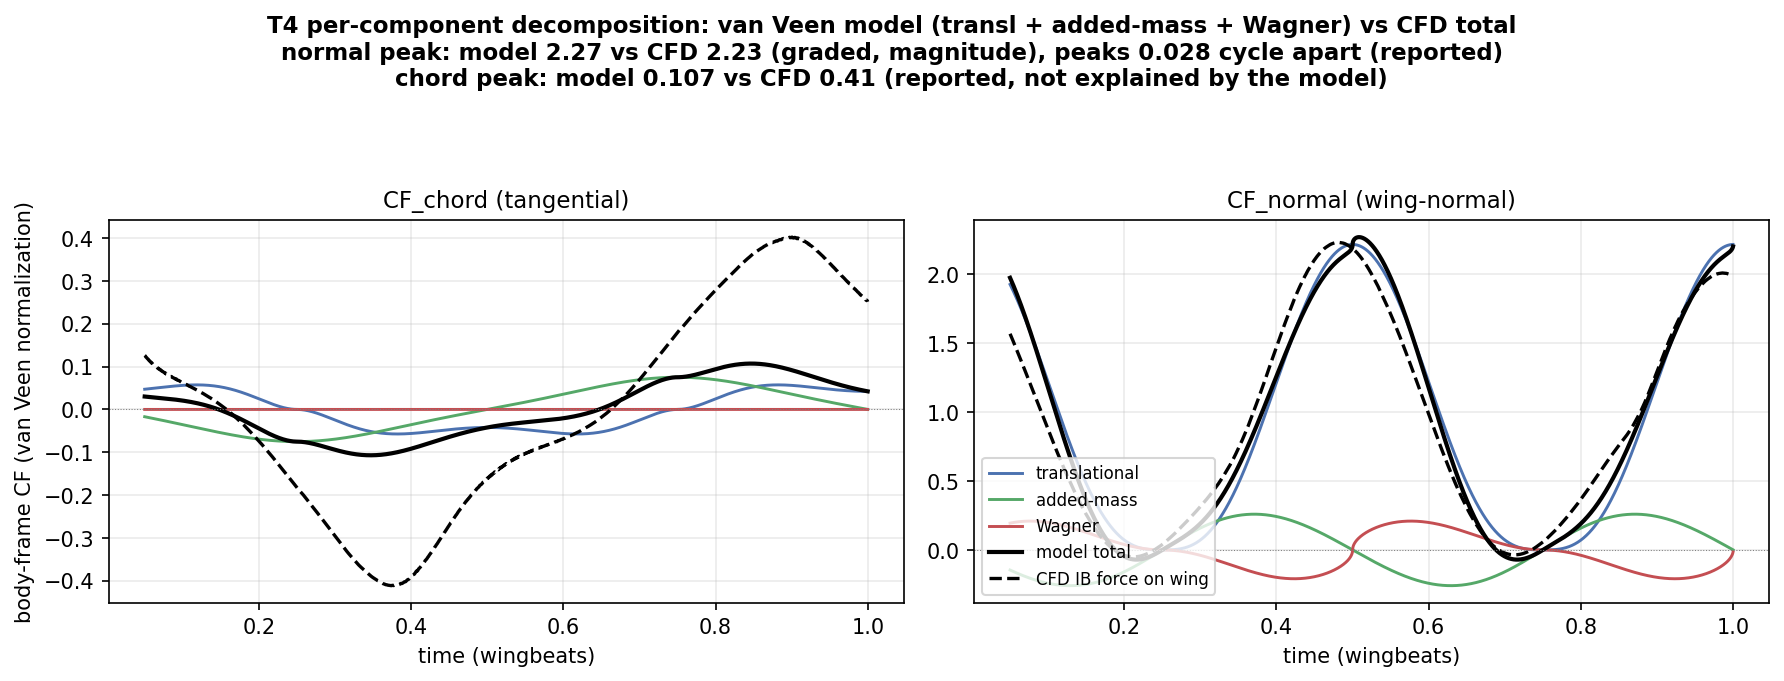 T4 per-component decomposition: van Veen model (transl + added-mass + Wagner) vs CFD total
normal peak: model 2.27 vs CFD 2.23 (graded, magnitude), peaks 0.028 cycle apart (reported)
chord peak: model 0.107 vs CFD 0.41 (reported, not explained by the model)
CF_chord (tangential)
body-frame CF (van Veen normalization)
0.4
0.3
0.2
0.1
0.0
−0.1
−0.2
−0.3
−0.4
0.2
0.4
0.6
0.8
1.0
time (wingbeats)
CF_normal (wing-normal)
2.0
1.5
1.0
0.5
0.0
translational
added-mass
Wagner
model total
CFD IB force on wing
0.2
0.4
0.6
0.8
1.0
time (wingbeats)